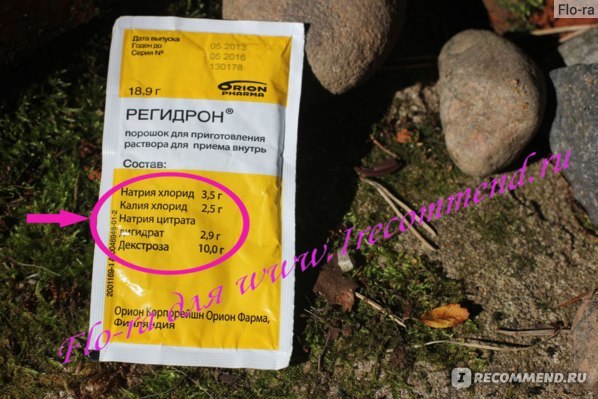 Flo-ra
Дата выпуска 05 2013
Годен до 05 2016
Серия № 130178
18.9 г
ORION
PHARMA
РЕГИДРОН®
порошок для приготовления
раствора для приема внутрь
Состав:
Натрия хлорид 3,5 г
Калия хлорид 2,5 г
Натрия цитрата
дигидрат 2,9 г
Декстроза 10,0 г
Орион Корпорейшн Орион Фарма,
Финляндия
Flo-ra для www.Irecommend.ru
IRECOMMEND.RU